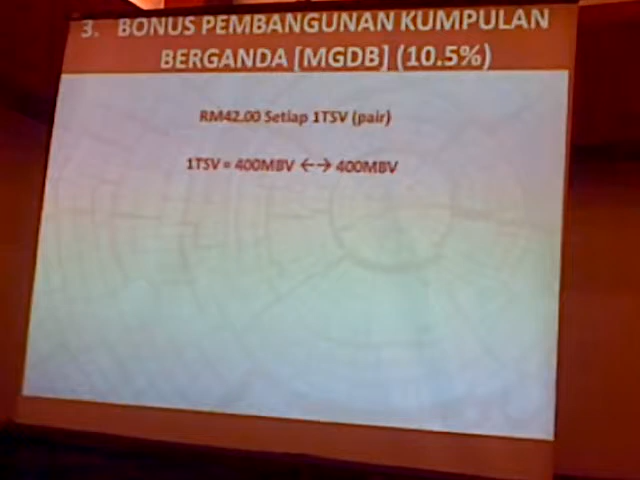 3. BONUS PEMBANGUNAN KUMPULAN
BERGANDA [MGDB] (10.5%)
RM42.00 Setiap 1TSV (pair)
1TSV = 400MBV ←→ 400MBV